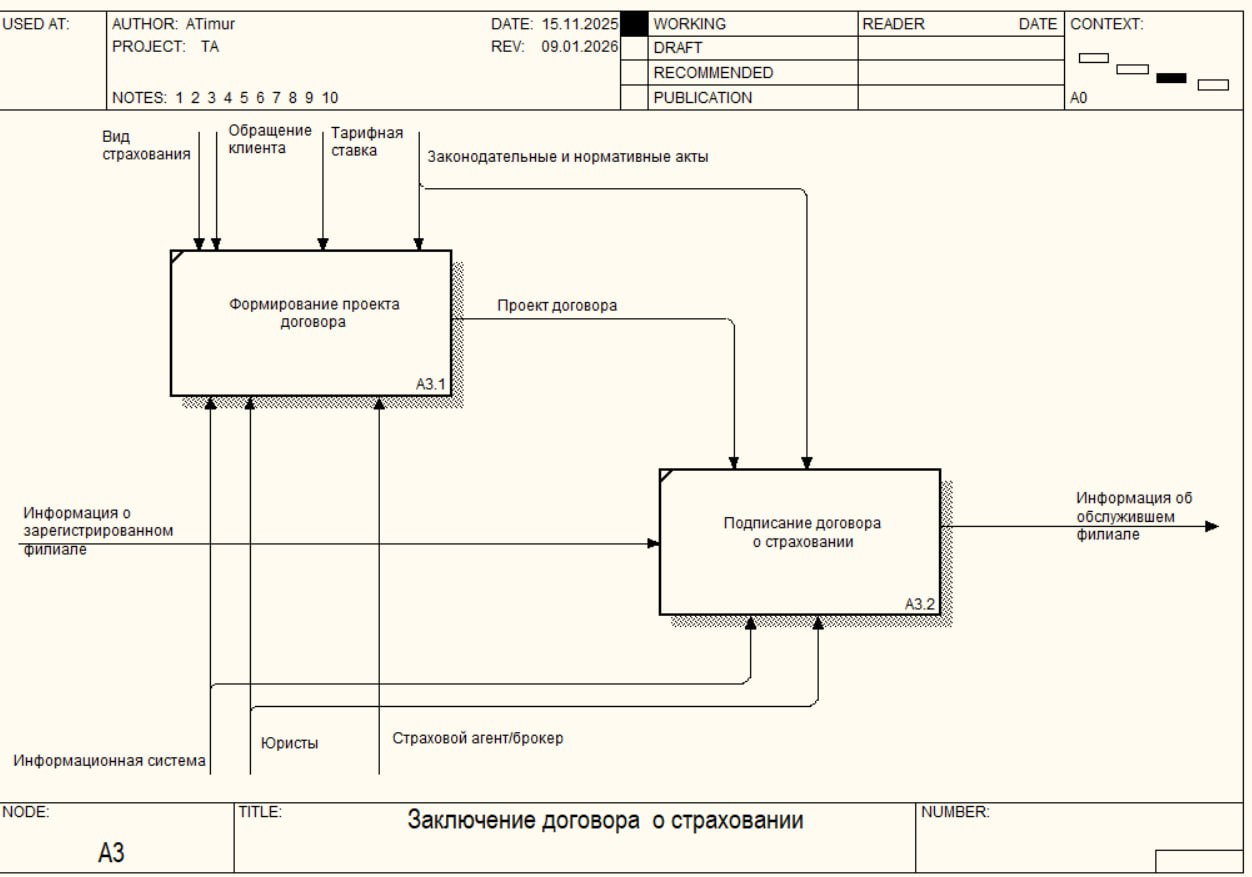 USED AT:
AUTHOR: ATimur
DATE: 15.11.2025
WORKING
READER
DATE
CONTEXT:
PROJECT: TA
REV: 09.01.2026
DRAFT
RECOMMENDED
NOTES: 1 2 3 4 5 6 7 8 9 10
PUBLICATION
A0
Вид
страхования
Обращение
клиента
Тарифная
ставка
Законодательные и нормативные акты
Формирование проекта
договора
A3.1
Проект договора
Информация о
зарегистрированном
филиале
Подписание договора
о страховании
A3.2
Информация об
обслужившем
филиале
Информационная система
Юристы
Страховой агент/брокер
NODE:
A3
TITLE:
Заключение договора о страховании
NUMBER: